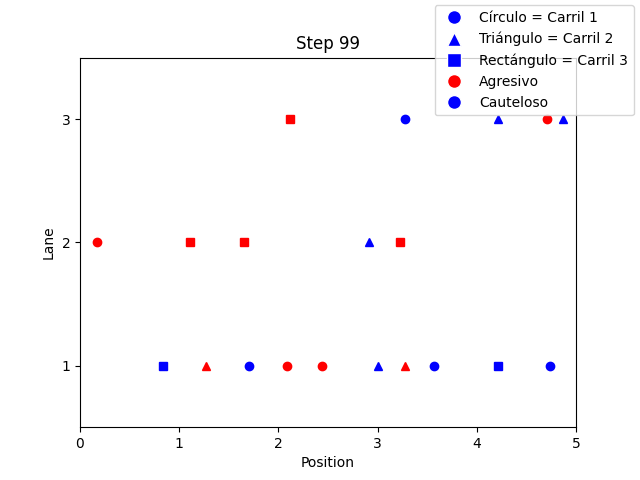 Step 99
Círculo = Carril 1
Triángulo = Carril 2
Rectángulo = Carril 3
Agresivo
Cauteloso
Lane
3
2
1
0 1 2 3 4 5
Position